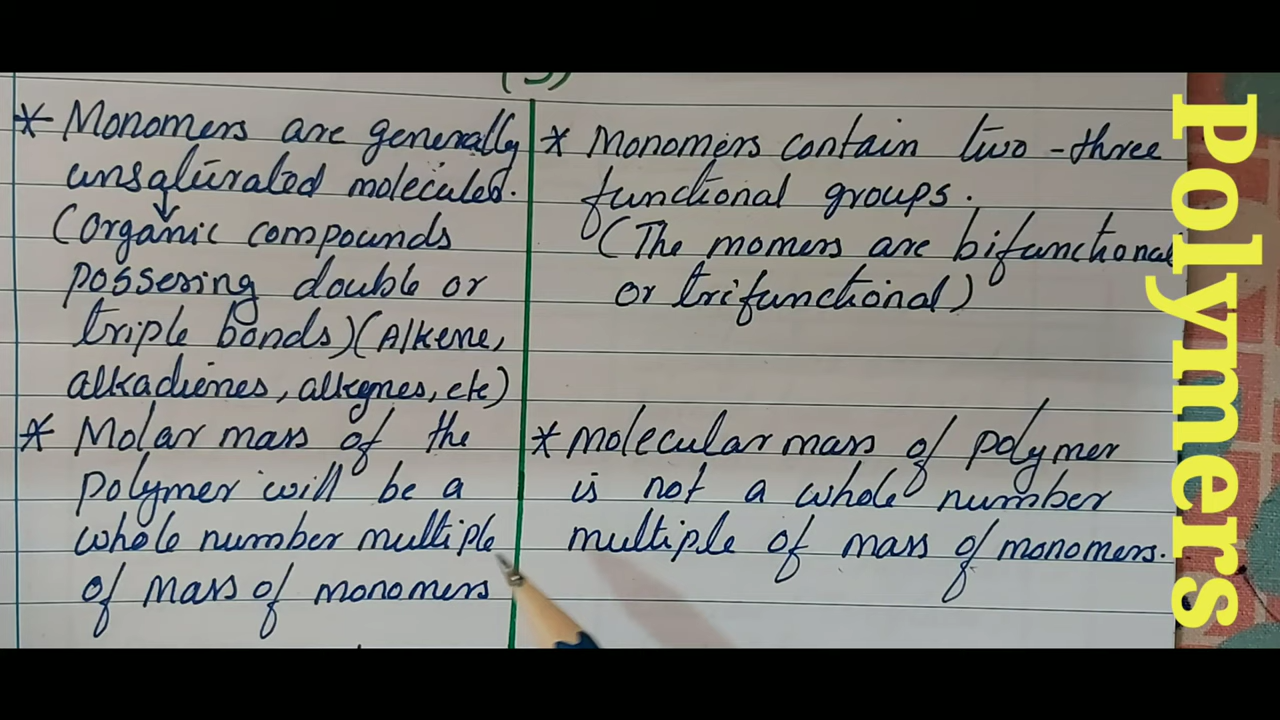 (3)
* Monomers are generally
unsaturated molecules.
(Organic compounds
possessing double or
triple bonds) (Alkene,
alkadienes, alkynes, etc)
* Molar mass of the
polymer will be a
whole number multiple
of mass of monomers
* Monomers contain two - three
functional groups.
(The momers are bifunctional
or trifunctional)
* molecular mass of polymer
is not a whole number
multiple of mass of monomers.
Polymers